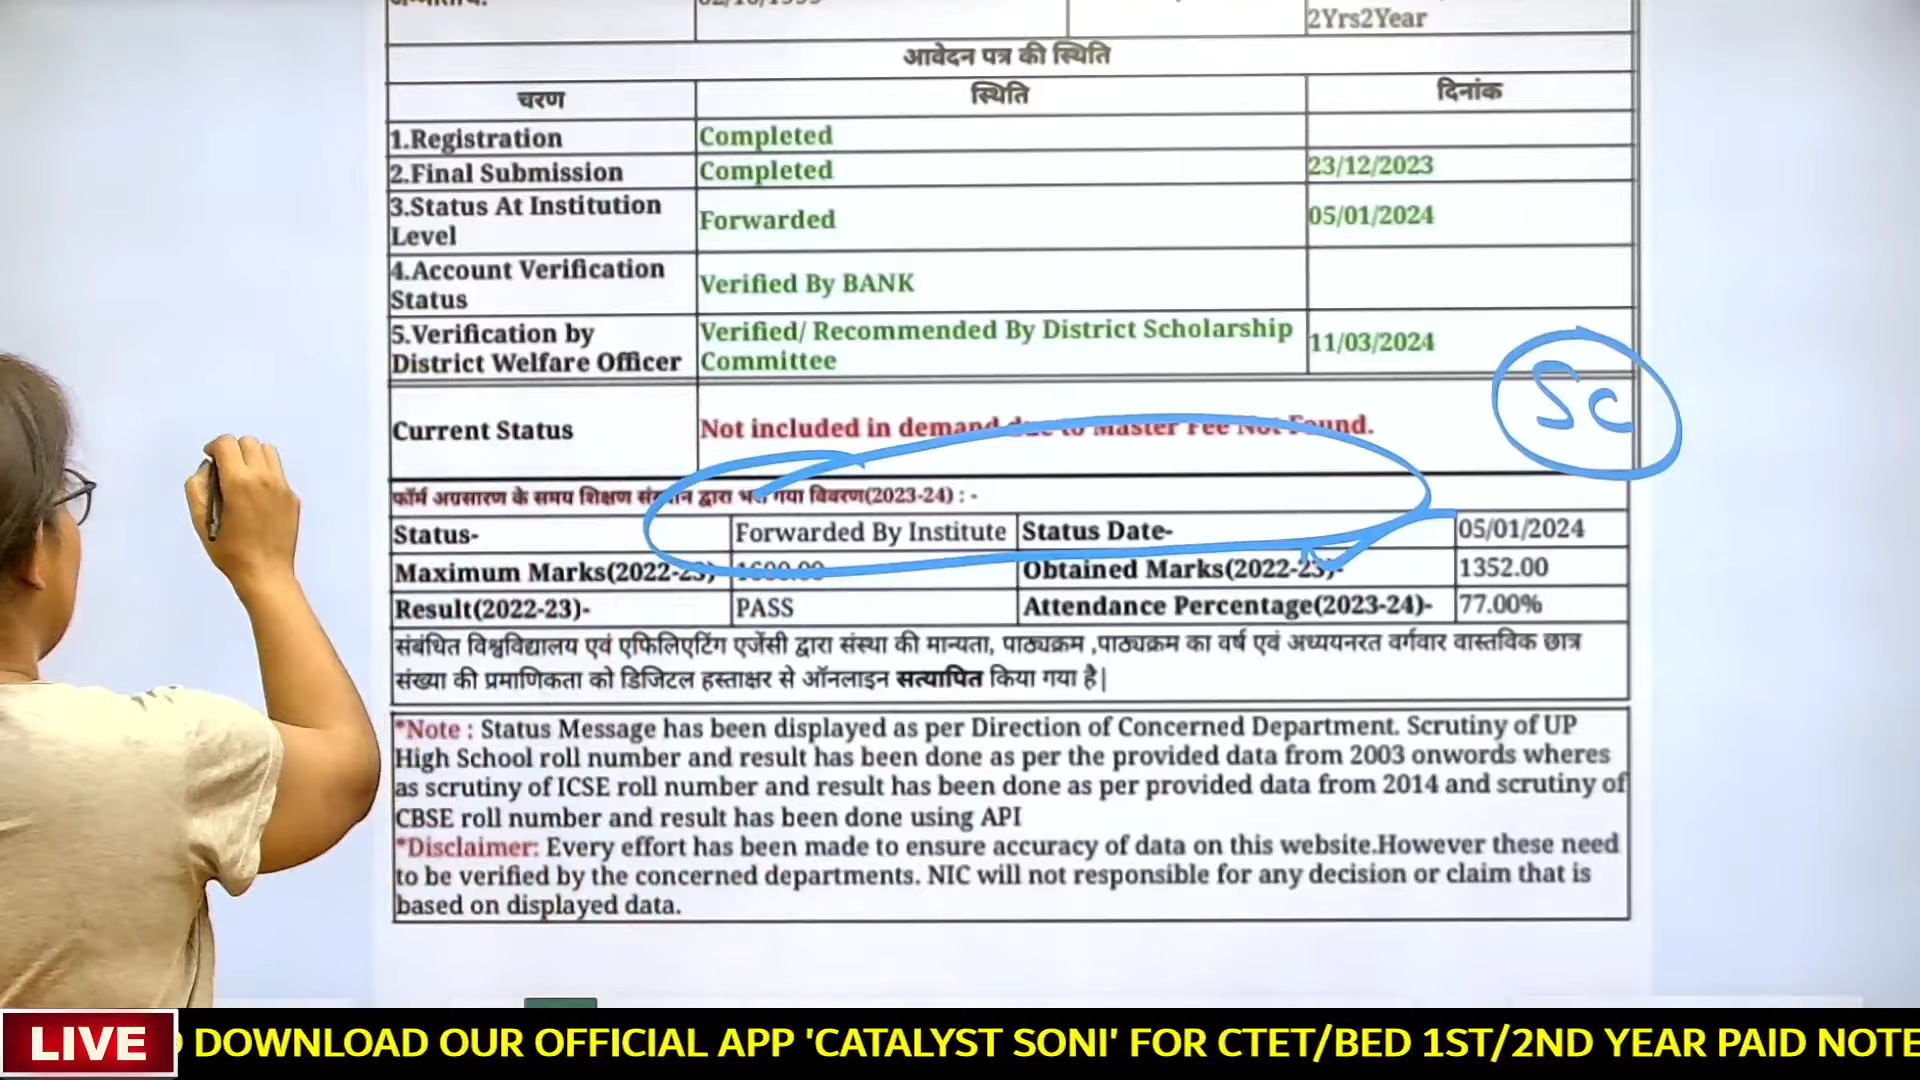 2Yrs2Year
आवेदन पत्र की स्थिति
चरण स्थिति दिनांक
1.Registration Completed
2.Final Submission Completed 23/12/2023
3.Status At Institution Level Forwarded 05/01/2024
4.Account Verification Status Verified By BANK
5.Verification by District Welfare Officer Verified/ Recommended By District Scholarship Committee 11/03/2024
SC
Current Status Not included in demand due to Master Fee Not Found.
फॉर्म अग्रसारण के समय शिक्षण संस्थान द्वारा भरा गया विवरण(2023-24) : -
Status- Forwarded By Institute Status Date- 05/01/2024
Maximum Marks(2022-23)- 1600.00 Obtained Marks(2022-23)- 1352.00
Result(2022-23)- PASS Attendance Percentage(2023-24)- 77.00%
संबंधित विश्वविद्यालय एवं एफिलिएटिंग एजेंसी द्वारा संस्था की मान्यता, पाठ्यक्रम ,पाठ्यक्रम का वर्ष एवं अध्ययनरत वर्गवार वास्तविक छात्र
संख्या की प्रमाणिकता को डिजिटल हस्ताक्षर से ऑनलाइन सत्यापित किया गया है|
*Note : Status Message has been displayed as per Direction of Concerned Department. Scrutiny of UP
High School roll number and result has been done as per the provided data from 2003 onwords wheres
as scrutiny of ICSE roll number and result has been done as per provided data from 2014 and scrutiny of
CBSE roll number and result has been done using API
*Disclaimer: Every effort has been made to ensure accuracy of data on this website.However these need
to be verified by the concerned departments. NIC will not responsible for any decision or claim that is
based on displayed data.
LIVE DOWNLOAD OUR OFFICIAL APP 'CATALYST SONI' FOR CTET/BED 1ST/2ND YEAR PAID NOTE